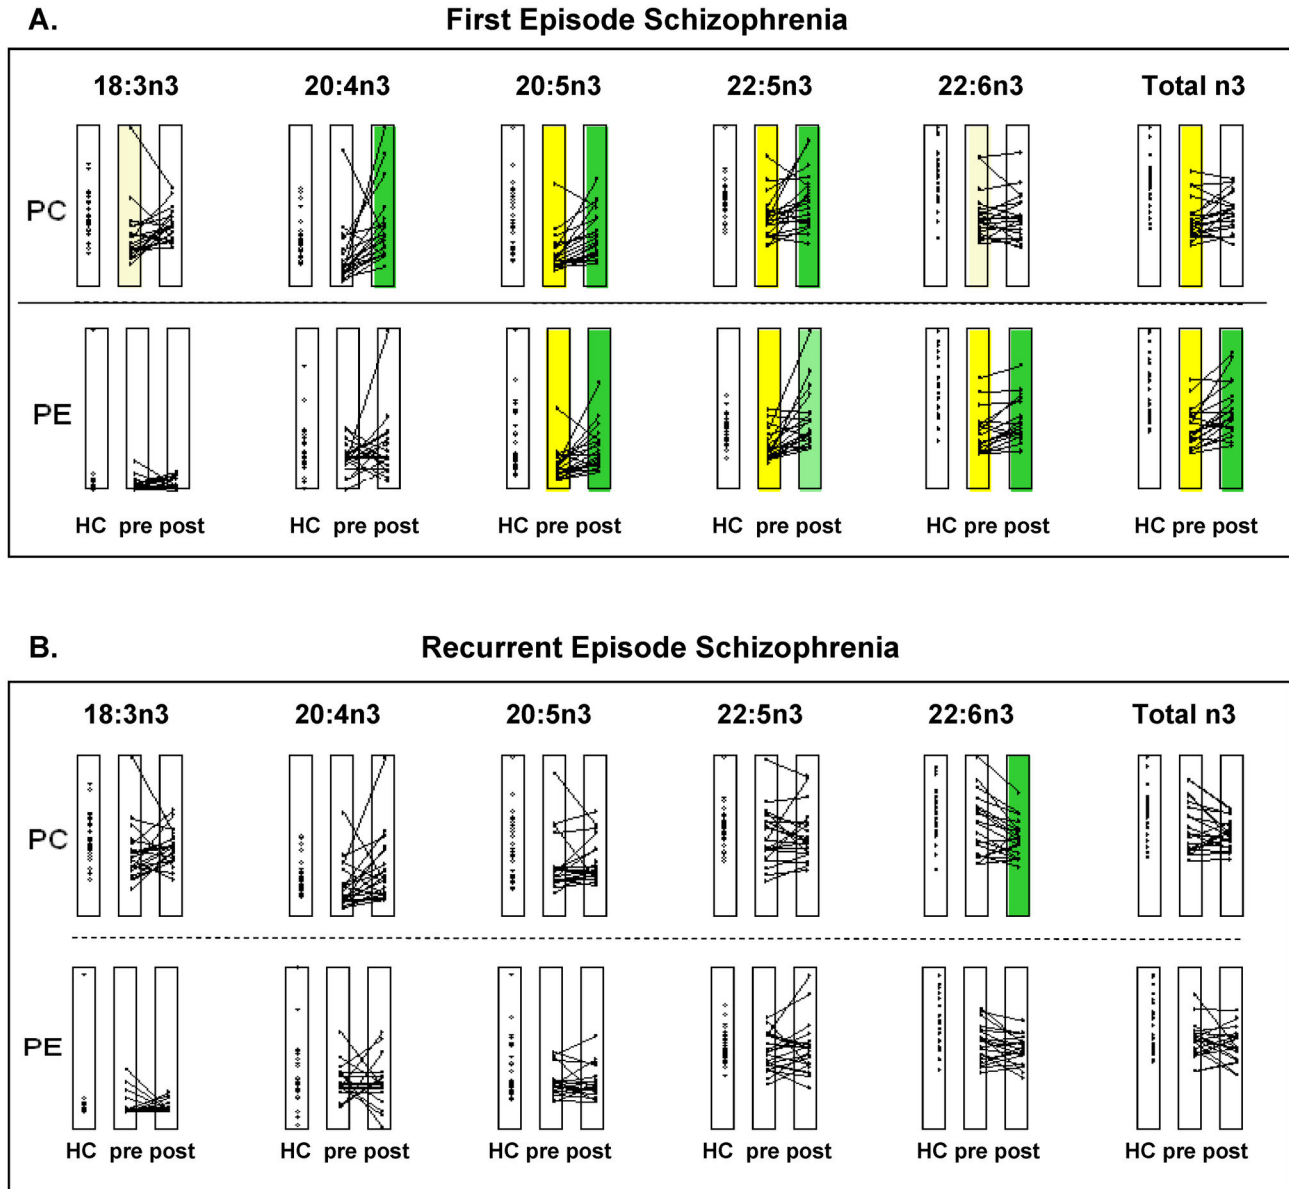 A. First Episode Schizophrenia
18:3n3 20:4n3 20:5n3 22:5n3 22:6n3 Total n3
PC
PE
HC pre post HC pre post HC pre post HC pre post HC pre post HC pre post
B. Recurrent Episode Schizophrenia
18:3n3 20:4n3 20:5n3 22:5n3 22:6n3 Total n3
PC
PE
HC pre post HC pre post HC pre post HC pre post HC pre post HC pre post